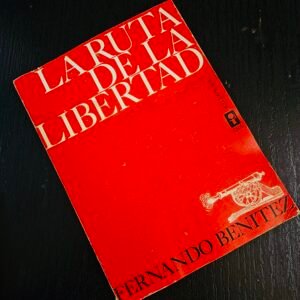 LA RUTA
DE LA
LIBERTAD
FERNANDO BENITEZ